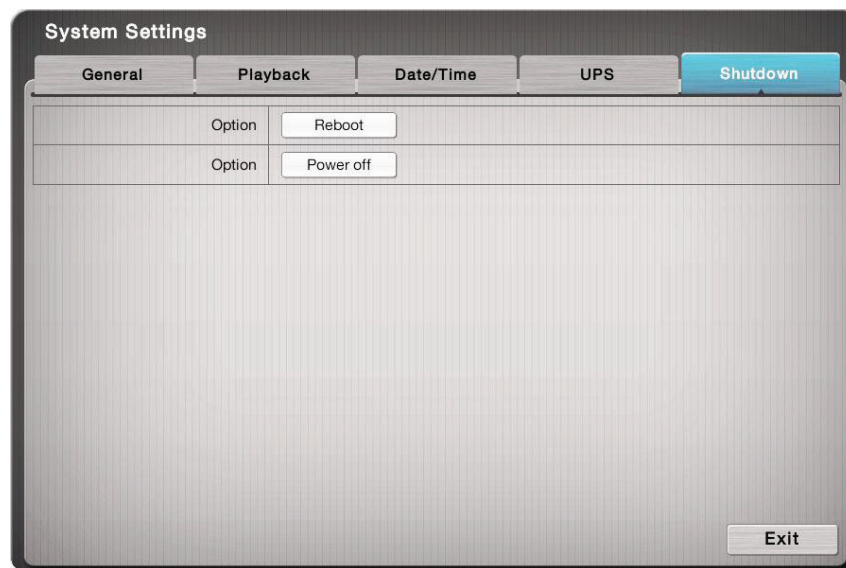 System Settings
General Playback Date/Time UPS Shutdown
Option Reboot
Option Power off
Exit